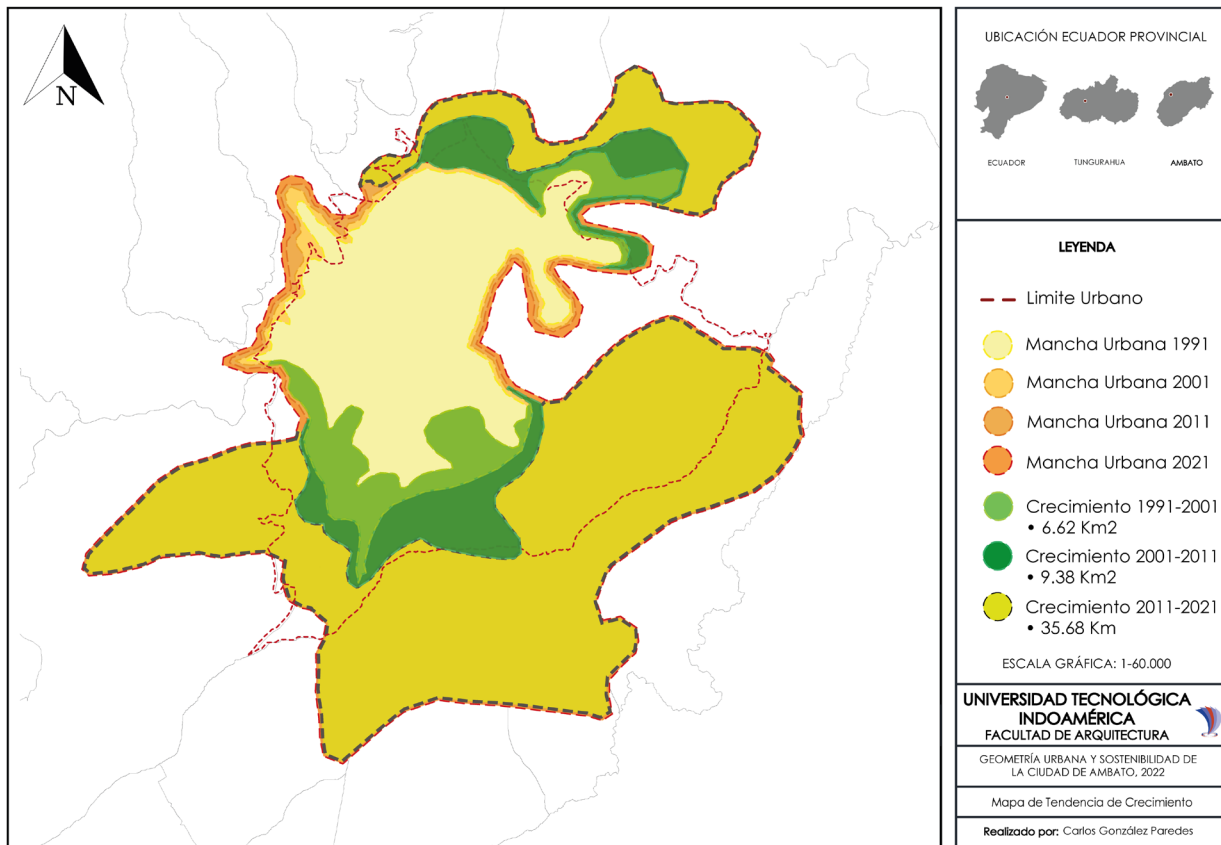 N
UBICACIÓN ECUADOR PROVINCIAL
ECUADOR
TUNGURAHUA
AMBATO
LEYENDA
Limite Urbano
Mancha Urbana 1991
Mancha Urbana 2001
Mancha Urbana 2011
Mancha Urbana 2021
Crecimiento 1991-2001
• 6.62 Km2
Crecimiento 2001-2011
• 9.38 Km2
Crecimiento 2011-2021
• 35.68 Km
ESCALA GRÁFICA: 1-60.000
UNIVERSIDAD TECNOLÓGICA
INDOAMÉRICA
FACULTAD DE ARQUITECTURA
GEOMETRÍA URBANA Y SOSTENIBILIDAD DE
LA CIUDAD DE AMBATO, 2022
Mapa de Tendencia de Crecimiento
Realizado por: Carlos González Paredes